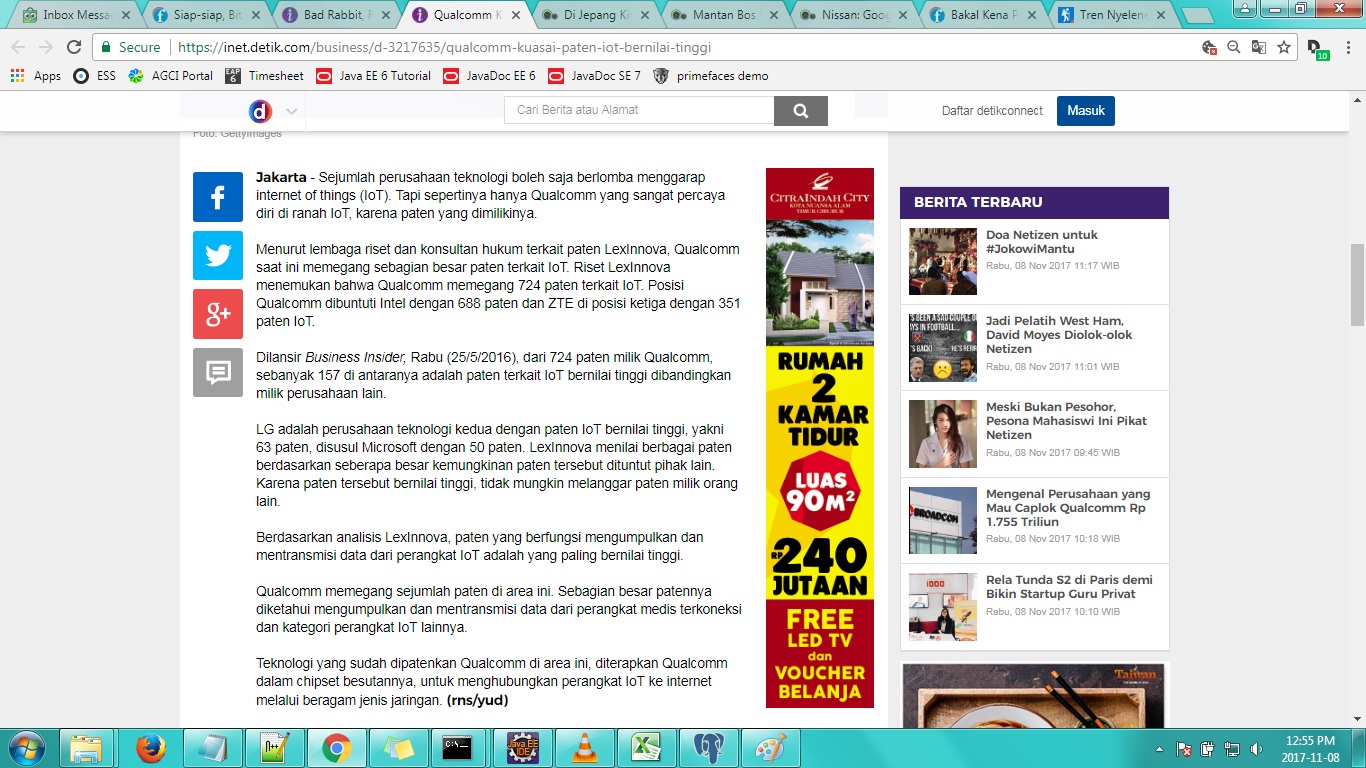 Inbox Messa
Siap-siap, Bit
Bad Rabbit, R
Qualcomm K
Di Jepang Ki
Mantan Bos
Nissan: Goog
Bakal Kena P
Tren Nyelene
Secure
https://inet.detik.com/business/d-3217635/qualcomm-kuasai-paten-iot-bernilai-tinggi
10
Apps
ESS
AGCI Portal
EAP 6
Timesheet
Java EE 6 Tutorial
JavaDoc EE 6
JavaDoc SE 7
primefaces demo
d
Cari Berita atau Alamat
Daftar detikconnect
Masuk
Foto: GettyImages
Jakarta - Sejumlah perusahaan teknologi boleh saja berlomba menggarap
internet of things (IoT). Tapi sepertinya hanya Qualcomm yang sangat percaya
diri di ranah IoT, karena paten yang dimilikinya.
Menurut lembaga riset dan konsultan hukum terkait paten LexInnova, Qualcomm
saat ini memegang sebagian besar paten terkait IoT. Riset LexInnova
menemukan bahwa Qualcomm memegang 724 paten terkait IoT. Posisi
Qualcomm dibuntuti Intel dengan 688 paten dan ZTE di posisi ketiga dengan 351
paten IoT.
Dilansir Business Insider, Rabu (25/5/2016), dari 724 paten milik Qualcomm,
sebanyak 157 di antaranya adalah paten terkait IoT bernilai tinggi dibandingkan
milik perusahaan lain.
LG adalah perusahaan teknologi kedua dengan paten IoT bernilai tinggi, yakni
63 paten, disusul Microsoft dengan 50 paten. LexInnova menilai berbagai paten
berdasarkan seberapa besar kemungkinan paten tersebut dituntut pihak lain.
Karena paten tersebut bernilai tinggi, tidak mungkin melanggar paten milik orang
lain.
Berdasarkan analisis LexInnova, paten yang berfungsi mengumpulkan dan
mentransmisi data dari perangkat IoT adalah yang paling bernilai tinggi.
Qualcomm memegang sejumlah paten di area ini. Sebagian besar patennya
diketahui mengumpulkan dan mentransmisi data dari perangkat medis terkoneksi
dan kategori perangkat IoT lainnya.
Teknologi yang sudah dipatenkan Qualcomm di area ini, diterapkan Qualcomm
dalam chipset besutannya, untuk menghubungkan perangkat IoT ke internet
melalui beragam jenis jaringan. (rns/yud)
CITRAINDAH CITY
KOTA NUANSA ALAM
TIMUR CIBUBUR
RUMAH
2
KAMAR
TIDUR
LUAS
90M²
RP
240
JUTAAN
FREE
LED TV
dan
VOUCHER
BELANJA
BERITA TERBARU
Doa Netizen untuk
#JokowiMantu
Rabu, 08 Nov 2017 11:17 WIB
Jadi Pelatih West Ham,
David Moyes Diolok-olok
Netizen
Rabu, 08 Nov 2017 11:01 WIB
Meski Bukan Pesohor,
Pesona Mahasiswi Ini Pikat
Netizen
Rabu, 08 Nov 2017 09:45 WIB
BROADCOM
Mengenal Perusahaan yang
Mau Caplok Qualcomm Rp
1.755 Triliun
Rabu, 08 Nov 2017 10:18 WIB
Rela Tunda S2 di Paris demi
Bikin Startup Guru Privat
Rabu, 08 Nov 2017 10:10 WIB
Taiwan
12:55 PM
2017-11-08